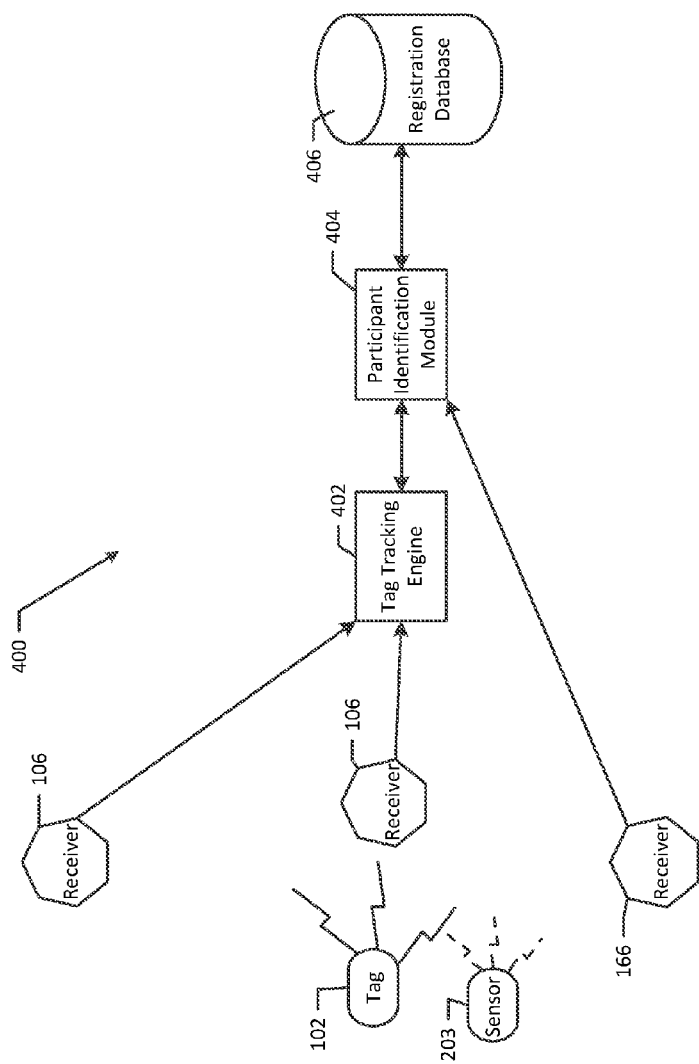 400
106
Receiver
106
Receiver
102
Tag
203
Sensor
166
Receiver
402
Tag Tracking
Engine
404
Participant
Identification
Module
406
Registration
Database